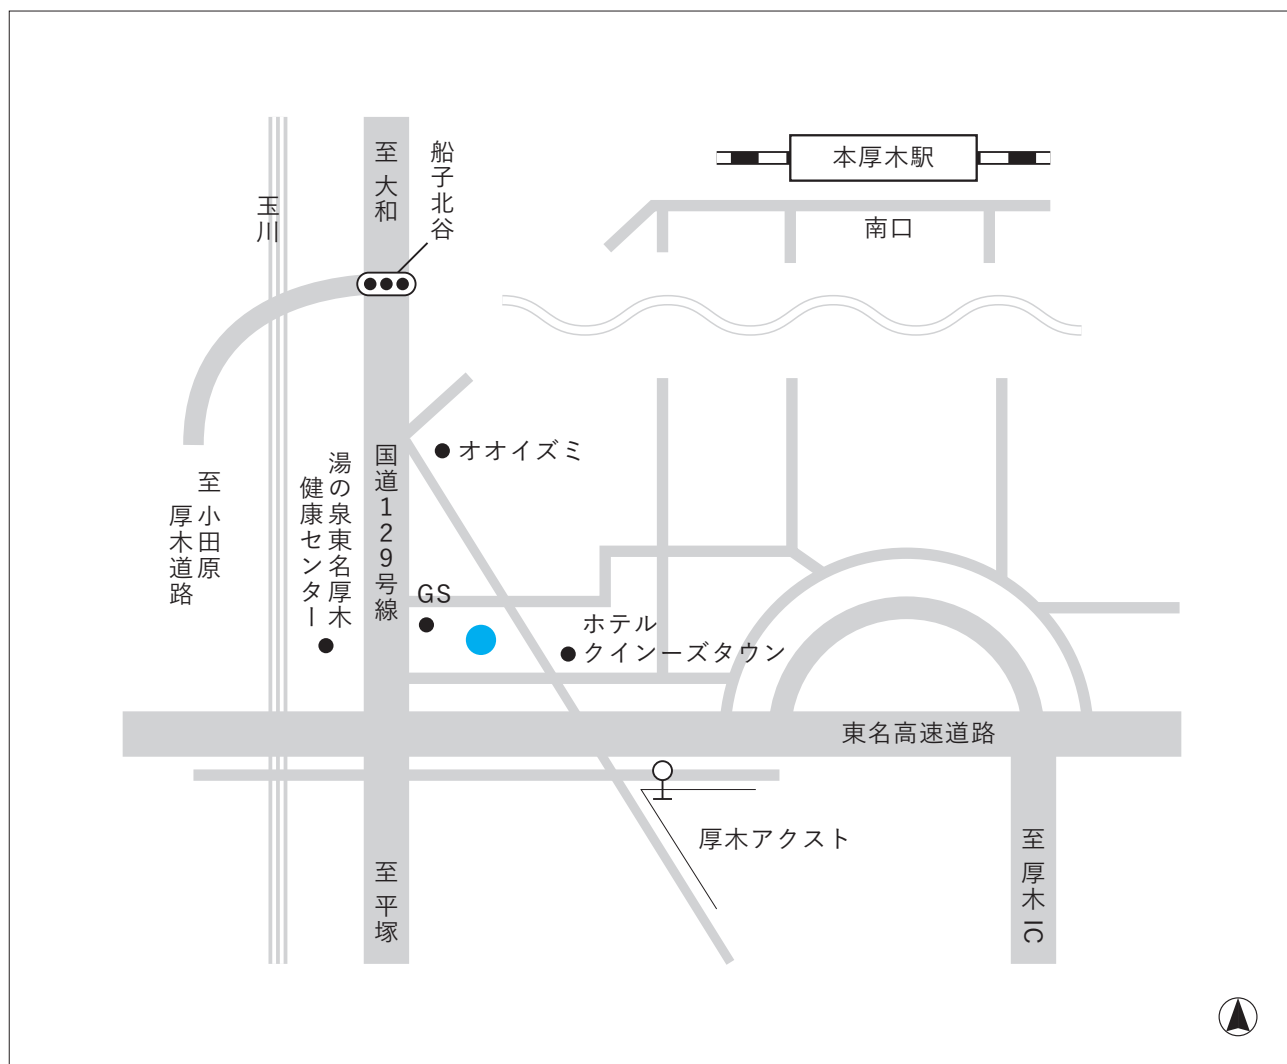 本厚木駅
南口
至 大和
船子北谷
玉川
オオイズミ
国道129号線
湯の泉東名厚木
健康センター
至 小田原
厚木道路
GS
ホテル
クインーズタウン
東名高速道路
厚木アクスト
至 平塚
至 厚木IC